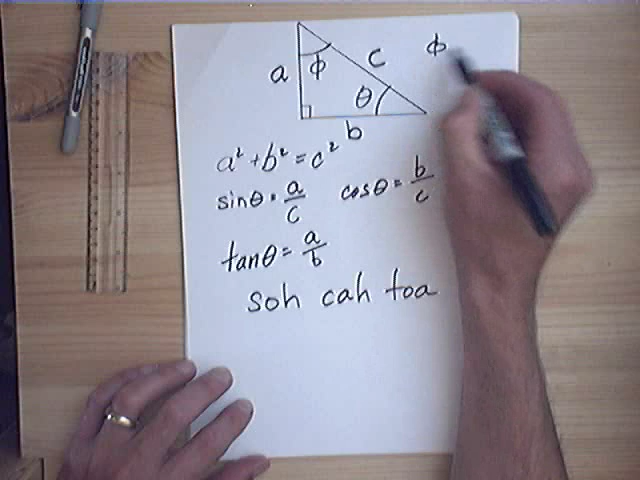 a
ϕ
c
ϕ
θ
b
a² + b² = c²
sinθ = a/c cosθ = b/c
tanθ = a/b
soh cah toa